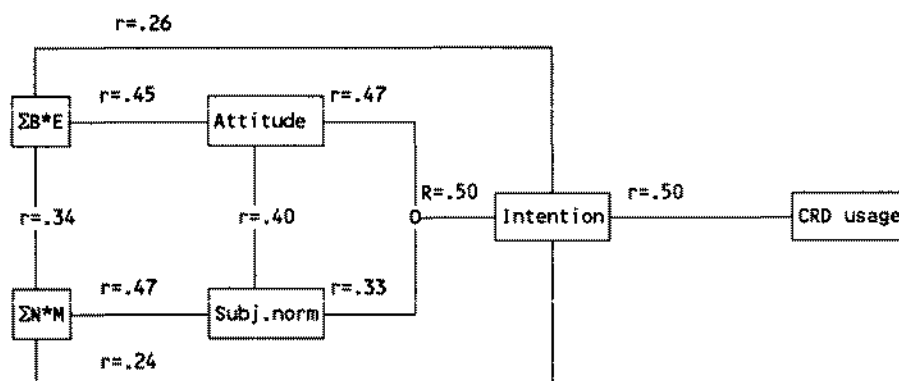 r=.26
r=.45
r=.47
ΣB*E
Attitude
R=.50
r=.50
r=.34
r=.40
Intention
CRD usage
r=.47
r=.33
ΣN*M
Subj.norm
r=.24